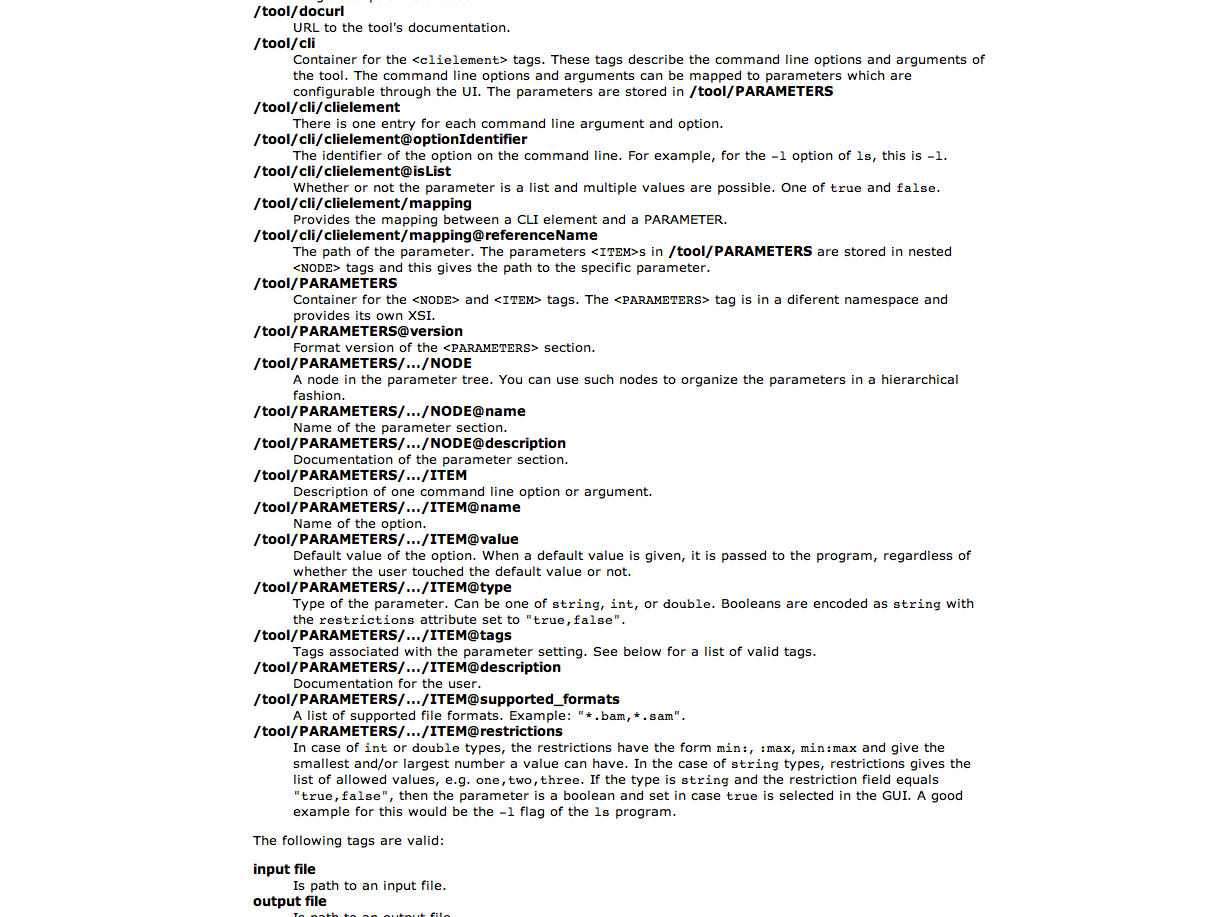 /tool/docurl
URL to the tool's documentation.
/tool/cli
Container for the <clielement> tags. These tags describe the command line options and arguments of
the tool. The command line options and arguments can be mapped to parameters which are
configurable through the UI. The parameters are stored in /tool/PARAMETERS
/tool/cli/clielement
There is one entry for each command line argument and option.
/tool/cli/clielement@optionIdentifier
The identifier of the option on the command line. For example, for the -l option of ls, this is -l.
/tool/cli/clielement@isList
Whether or not the parameter is a list and multiple values are possible. One of true and false.
/tool/cli/clielement/mapping
Provides the mapping between a CLI element and a PARAMETER.
/tool/cli/clielement/mapping@referenceName
The path of the parameter. The parameters <ITEM>s in /tool/PARAMETERS are stored in nested
<NODE> tags and this gives the path to the specific parameter.
/tool/PARAMETERS
Container for the <NODE> and <ITEM> tags. The <PARAMETERS> tag is in a diferent namespace and
provides its own XSI.
/tool/PARAMETERS@version
Format version of the <PARAMETERS> section.
/tool/PARAMETERS/.../NODE
A node in the parameter tree. You can use such nodes to organize the parameters in a hierarchical
fashion.
/tool/PARAMETERS/.../NODE@name
Name of the parameter section.
/tool/PARAMETERS/.../NODE@description
Documentation of the parameter section.
/tool/PARAMETERS/.../ITEM
Description of one command line option or argument.
/tool/PARAMETERS/.../ITEM@name
Name of the option.
/tool/PARAMETERS/.../ITEM@value
Default value of the option. When a default value is given, it is passed to the program, regardless of
whether the user touched the default value or not.
/tool/PARAMETERS/.../ITEM@type
Type of the parameter. Can be one of string, int, or double. Booleans are encoded as string with
the restrictions attribute set to "true,false".
/tool/PARAMETERS/.../ITEM@tags
Tags associated with the parameter setting. See below for a list of valid tags.
/tool/PARAMETERS/.../ITEM@description
Documentation for the user.
/tool/PARAMETERS/.../ITEM@supported_formats
A list of supported file formats. Example: "*.bam,*.sam".
/tool/PARAMETERS/.../ITEM@restrictions
In case of int or double types, the restrictions have the form min:, :max, min:max and give the
smallest and/or largest number a value can have. In the case of string types, restrictions gives the
list of allowed values, e.g. one,two,three. If the type is string and the restriction field equals
"true,false", then the parameter is a boolean and set in case true is selected in the GUI. A good
example for this would be the -l flag of the ls program.
The following tags are valid:
input file
Is path to an input file.
output file
Is path to an output file.